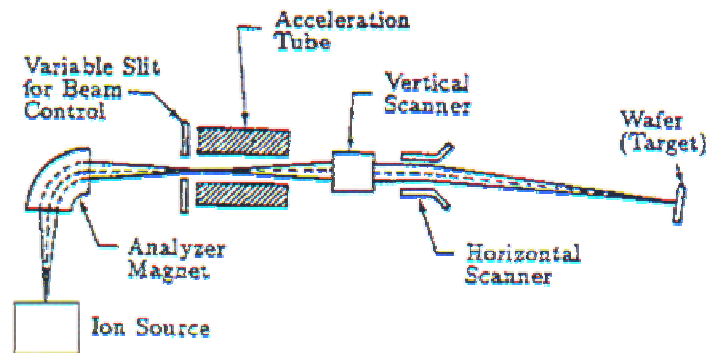 Acceleration
Tube
Variable Slit
for Beam
Control
Vertical
Scanner
Wafer
(Target)
Analyzer
Magnet
Horizontal
Scanner
Ion Source